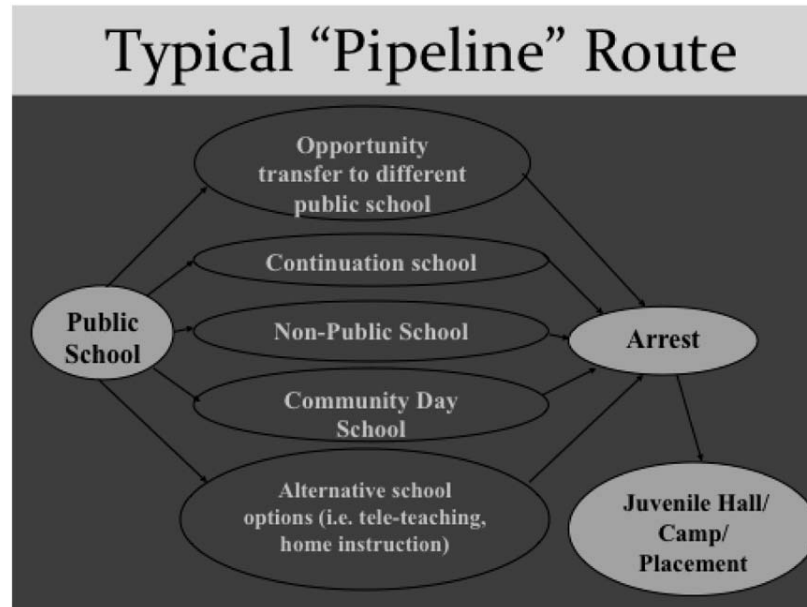 Typical “Pipeline” Route
Opportunity
transfer to different
public school
Continuation school
Public
School
Non-Public School
Arrest
Community Day
School
Alternative school
options (i.e. tele-teaching,
home instruction)
Juvenile Hall/
Camp/
Placement